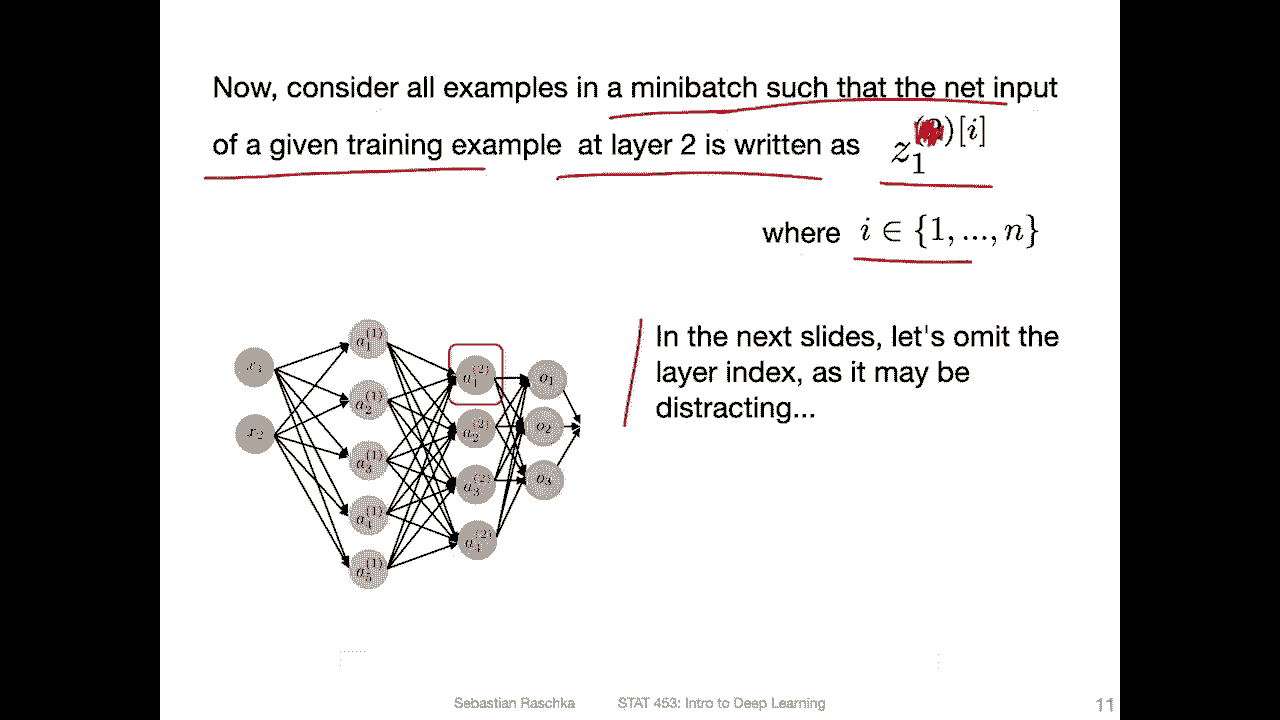 Now, consider all examples in a minibatch such that the net input
of a given training example at layer 2 is written as z_1^{(2)[i]}
where i ∈ {1, ..., n}
In the next slides, let's omit the
layer index, as it may be
distracting...
x_1
x_2
a_1^{(1)}
a_2^{(1)}
a_3^{(1)}
a_4^{(1)}
a_5^{(1)}
a_1^{(2)}
a_2^{(2)}
a_3^{(2)}
a_4^{(2)}
o_1
o_2
o_3
Sebastian Raschka STAT 453: Intro to Deep Learning 11